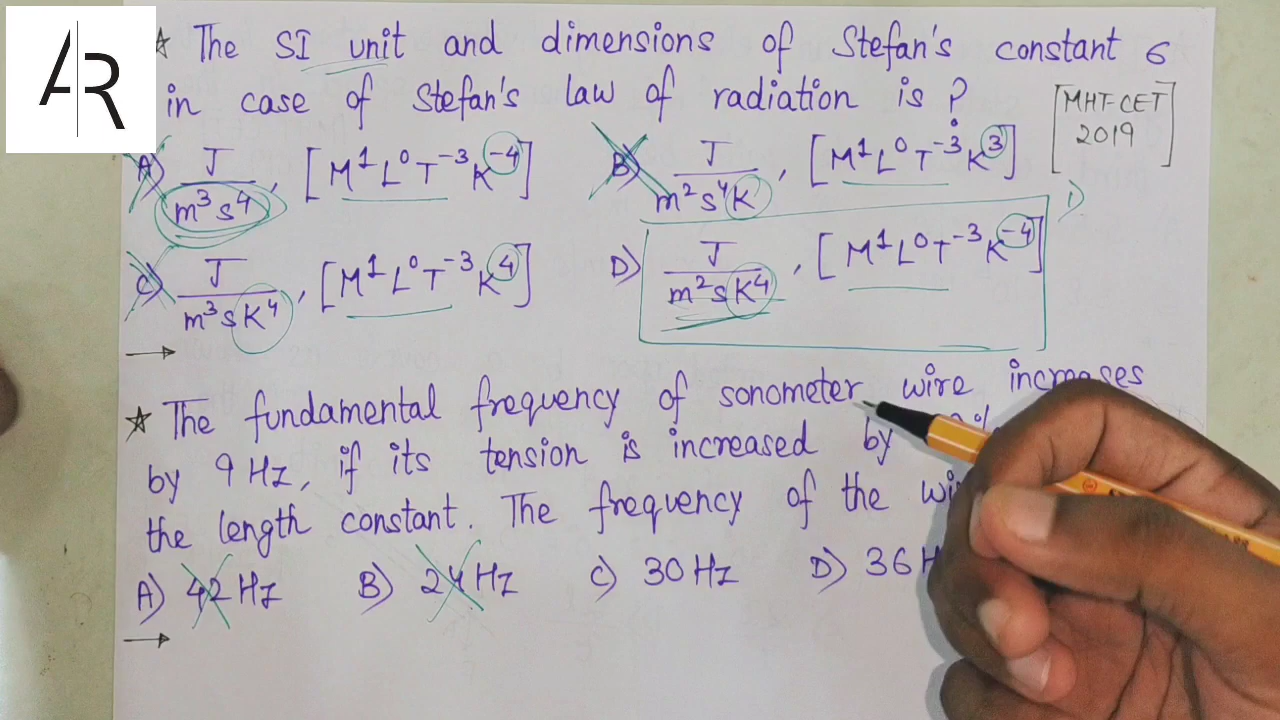 AR
☆ The SI unit and dimensions of Stefan's constant 6
in case of Stefan's law of radiation is ?
[MHT-CET 2019]
A) J / m³s⁴, [M¹L⁰T⁻³K⁻⁴]
B) J / m²s⁴K, [M¹L⁰T⁻³K³]
C) J / m³sK⁴, [M¹L⁰T⁻³K⁴]
D) J / m²sK⁴, [M¹L⁰T⁻³K⁻⁴]
→
☆ The fundamental frequency of sonometer wire increases
by 9 Hz, if its tension is increased by %
the length constant. The frequency of the
A) 42 Hz B) 24 Hz C) 30 Hz D) 36 H
→